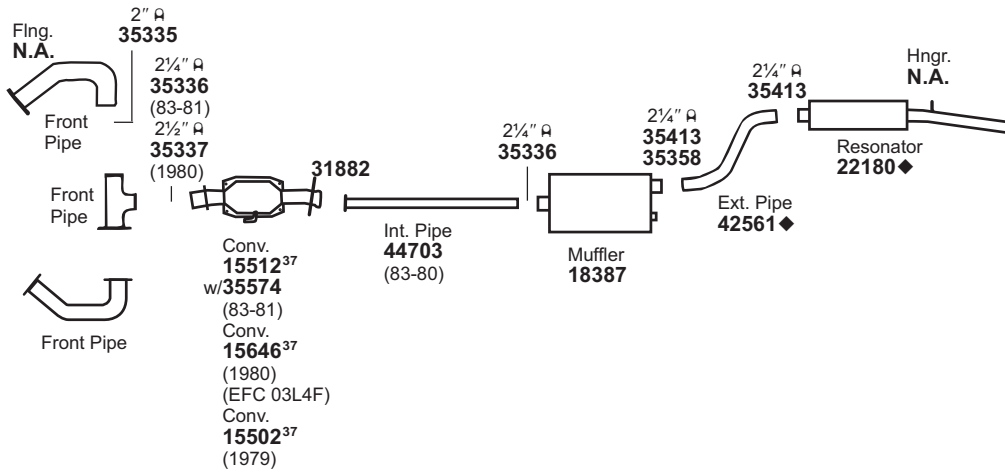 Flng.
N.A.
Front
Pipe
2″
35335
2¼″
35336
(83-81)
2½″
35337
(1980)
Front
Pipe
Front Pipe
31882
Conv.
15512³⁷
w/35574
(83-81)
Conv.
15646³⁷
(1980)
(EFC 03L4F)
Conv.
15502³⁷
(1979)
Int. Pipe
44703
(83-80)
2¼″
35336
Muffler
18387
2¼″
35413
35358
Ext. Pipe
42561◆
2¼″
35413
Resonator
22180◆
Hngr.
N.A.